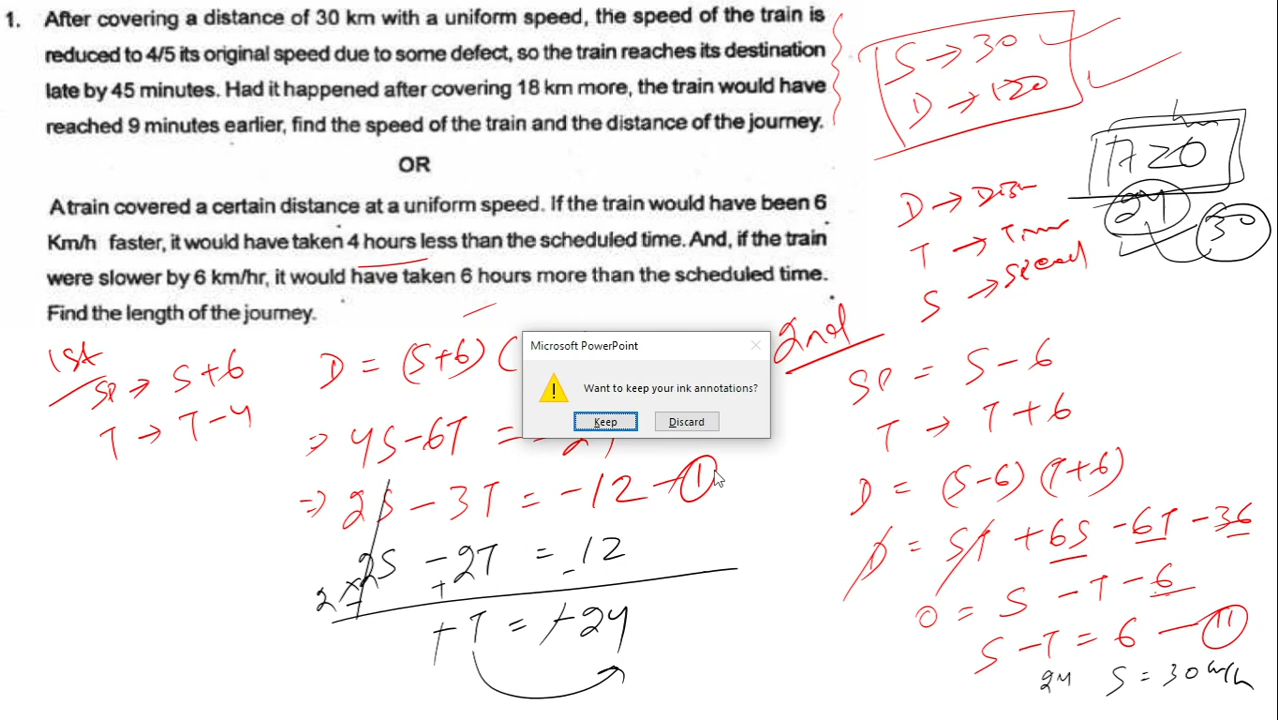 1. After covering a distance of 30 km with a uniform speed, the speed of the train is
reduced to 4/5 its original speed due to some defect, so the train reaches its destination
late by 45 minutes. Had it happened after covering 18 km more, the train would have
reached 9 minutes earlier, find the speed of the train and the distance of the journey.
OR
A train covered a certain distance at a uniform speed. If the train would have been 6
Km/h faster, it would have taken 4 hours less than the scheduled time. And, if the train
were slower by 6 km/hr, it would have taken 6 hours more than the scheduled time.
Find the length of the journey.
S → 30
D → 120
720
24
30
D →
T →
S → Speed
1st
SP → S+6
T → T-4
D = (S+6) (
⇒ 4S-6T =
⇒ 2S - 3T = -12 - ①
2S - 2T = 12
+T = +24
Microsoft PowerPoint
Want to keep your ink annotations?
Keep
Discard
2nd
SP = S-6
T → T+6
D = (S-6) (T+6)
D = ST + 6S - 6T - 36
0 = S - T - 6
S - T = 6 - ⑪
24 S = 30 km/h